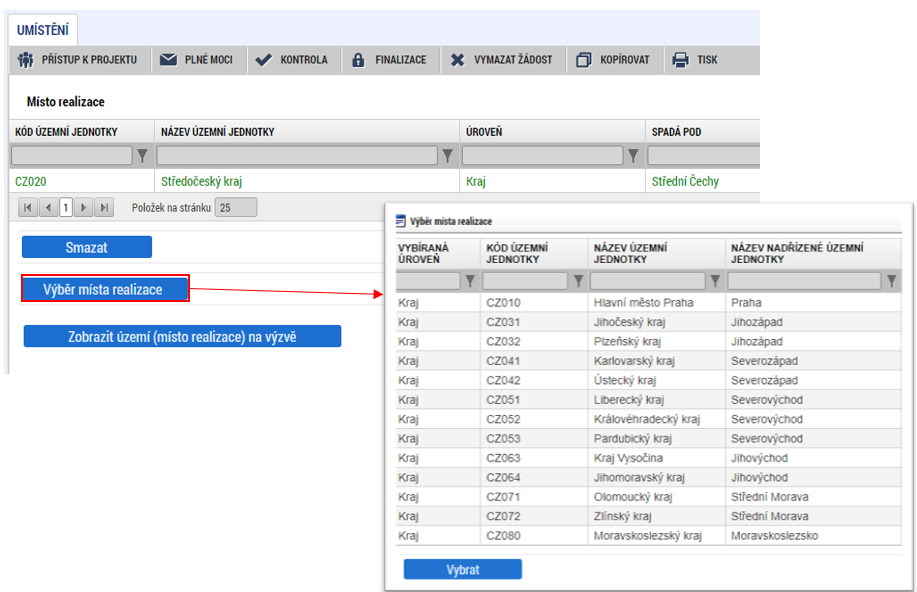 UMÍSTĚNÍ
PŘÍSTUP K PROJEKTU PLNÉ MOCI KONTROLA FINALIZACE VYMAZAT ŽÁDOST KOPÍROVAT TISK
Místo realizace
KÓD ÚZEMNÍ JEDNOTKY NÁZEV ÚZEMNÍ JEDNOTKY ÚROVEŇ SPADÁ POD
CZ020 Středočeský kraj Kraj Střední Čechy
1 Položek na stránku 25
Smazat
Výběr místa realizace
Zobrazit území (místo realizace) na výzvě
Výběr místa realizace
VYBÍRANÁ ÚROVEŇ KÓD ÚZEMNÍ JEDNOTKY NÁZEV ÚZEMNÍ JEDNOTKY NÁZEV NADŘÍZENÉ ÚZEMNÍ JEDNOTKY
Kraj CZ010 Hlavní město Praha Praha
Kraj CZ031 Jihočeský kraj Jihozápad
Kraj CZ032 Plzeňský kraj Jihozápad
Kraj CZ041 Karlovarský kraj Severozápad
Kraj CZ042 Ústecký kraj Severozápad
Kraj CZ051 Liberecký kraj Severovýchod
Kraj CZ052 Královéhradecký kraj Severovýchod
Kraj CZ053 Pardubický kraj Severovýchod
Kraj CZ063 Kraj Vysočina Jihovýchod
Kraj CZ064 Jihomoravský kraj Jihovýchod
Kraj CZ071 Olomoucký kraj Střední Morava
Kraj CZ072 Zlínský kraj Střední Morava
Kraj CZ080 Moravskoslezský kraj Moravskoslezsko
Vybrat